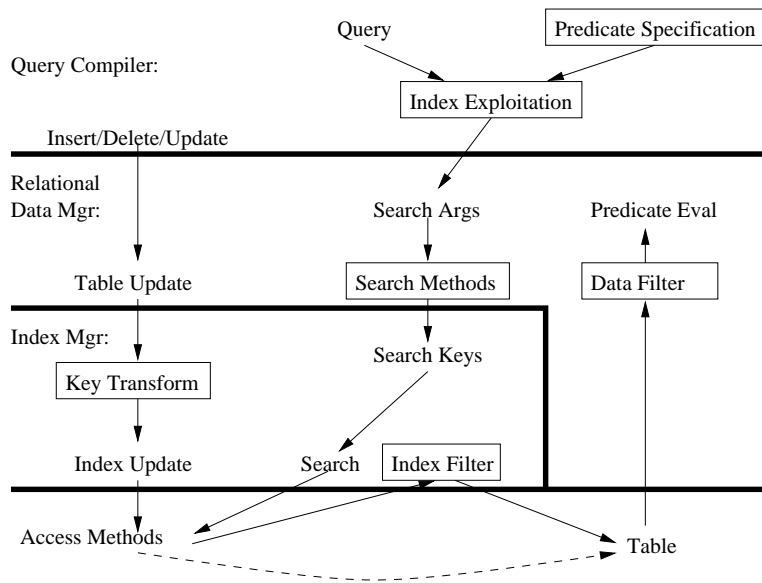 Query
Predicate Specification
Query Compiler:
Index Exploitation
Insert/Delete/Update
Relational
Data Mgr:
Search Args
Predicate Eval
Table Update
Search Methods
Data Filter
Index Mgr:
Search Keys
Key Transform
Index Update
Search
Index Filter
Access Methods
Table